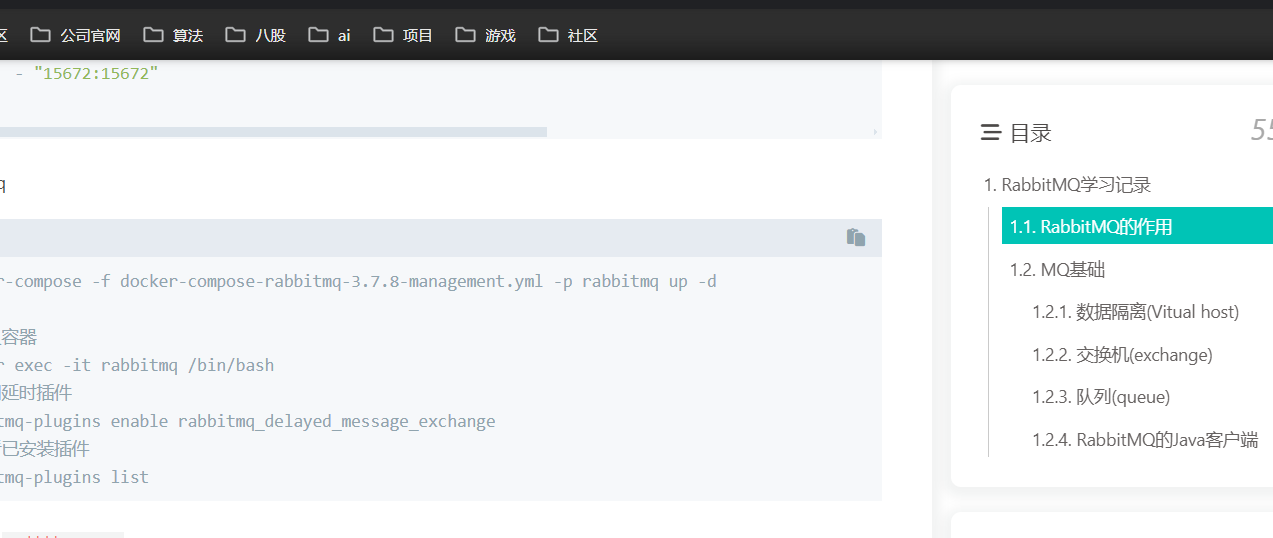 区 公司官网 算法 八股 ai 项目 游戏 社区
- "15672:15672"
q
r-compose -f docker-compose-rabbitmq-3.7.8-management.yml -p rabbitmq up -d
容器
r exec -it rabbitmq /bin/bash
延时插件
tmq-plugins enable rabbitmq_delayed_message_exchange
已安装插件
tmq-plugins list
目录 55
1. RabbitMQ学习记录
1.1. RabbitMQ的作用
1.2. MQ基础
1.2.1. 数据隔离(Vitual host)
1.2.2. 交换机(exchange)
1.2.3. 队列(queue)
1.2.4. RabbitMQ的Java客户端